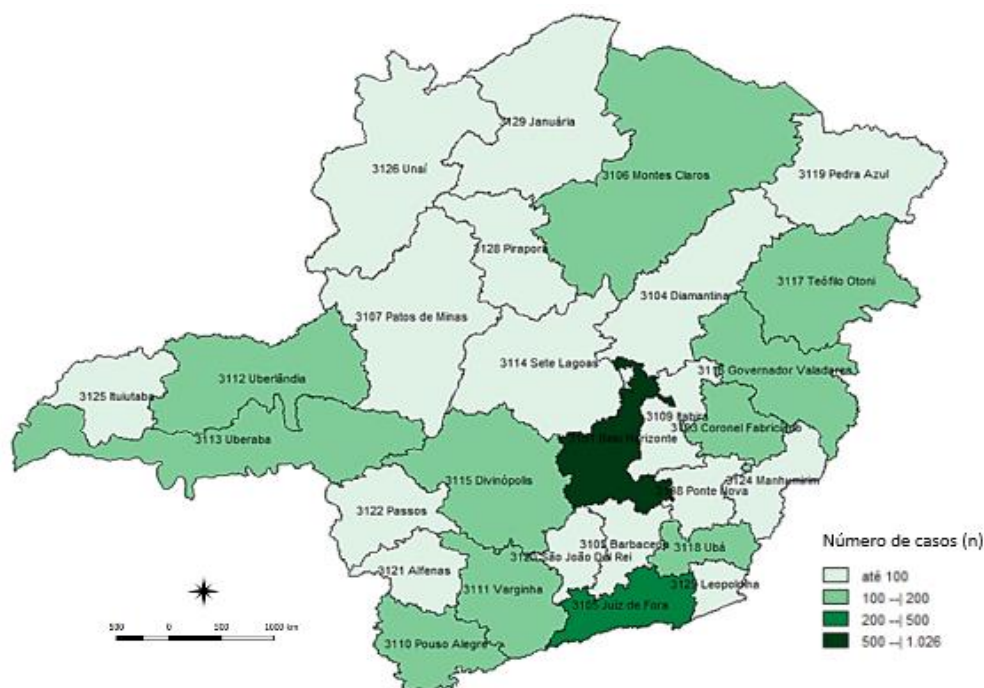 3129 Januária
3126 Unaí
3106 Montes Claros
3119 Pedra Azul
3128 Pirapora
3117 Teófilo Otoni
3104 Diamantina
3107 Patos de Minas
3114 Sete Lagoas
3116 Governador Valadares
3112 Uberlândia
3125 Ituiutaba
3109 Itabira
Coronel Fabriciano
Horizonte
3113 Uberaba
3115 Divinópolis
3124 Manhumirim
Ponte Nova
3122 Passos
Barbacena
3118 Ubá
São João Del Rei
3121 Alfenas
Leopoldina
3111 Varginha
3105 Juiz de Fora
3110 Pouso Alegre
500 0 500 1000 km
Número de casos (n)
até 100
100 --| 200
200 --| 500
500 --| 1.026